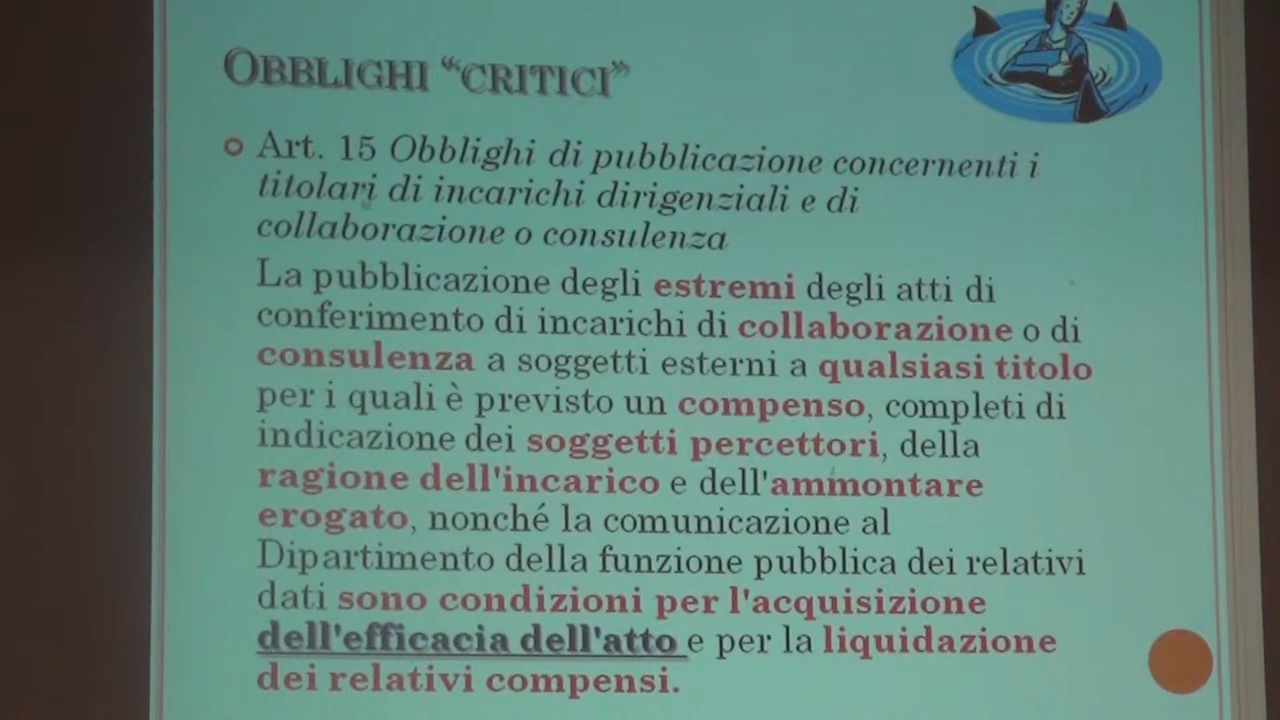 OBBLIGHI “CRITICI”
Art. 15 Obblighi di pubblicazione concernenti i
titolari di incarichi dirigenziali e di
collaborazione o consulenza
La pubblicazione degli estremi degli atti di
conferimento di incarichi di collaborazione o di
consulenza a soggetti esterni a qualsiasi titolo
per i quali è previsto un compenso, completi di
indicazione dei soggetti percettori, della
ragione dell'incarico e dell'ammontare
erogato, nonché la comunicazione al
Dipartimento della funzione pubblica dei relativi
dati sono condizioni per l'acquisizione
dell'efficacia dell'atto e per la liquidazione
dei relativi compensi.